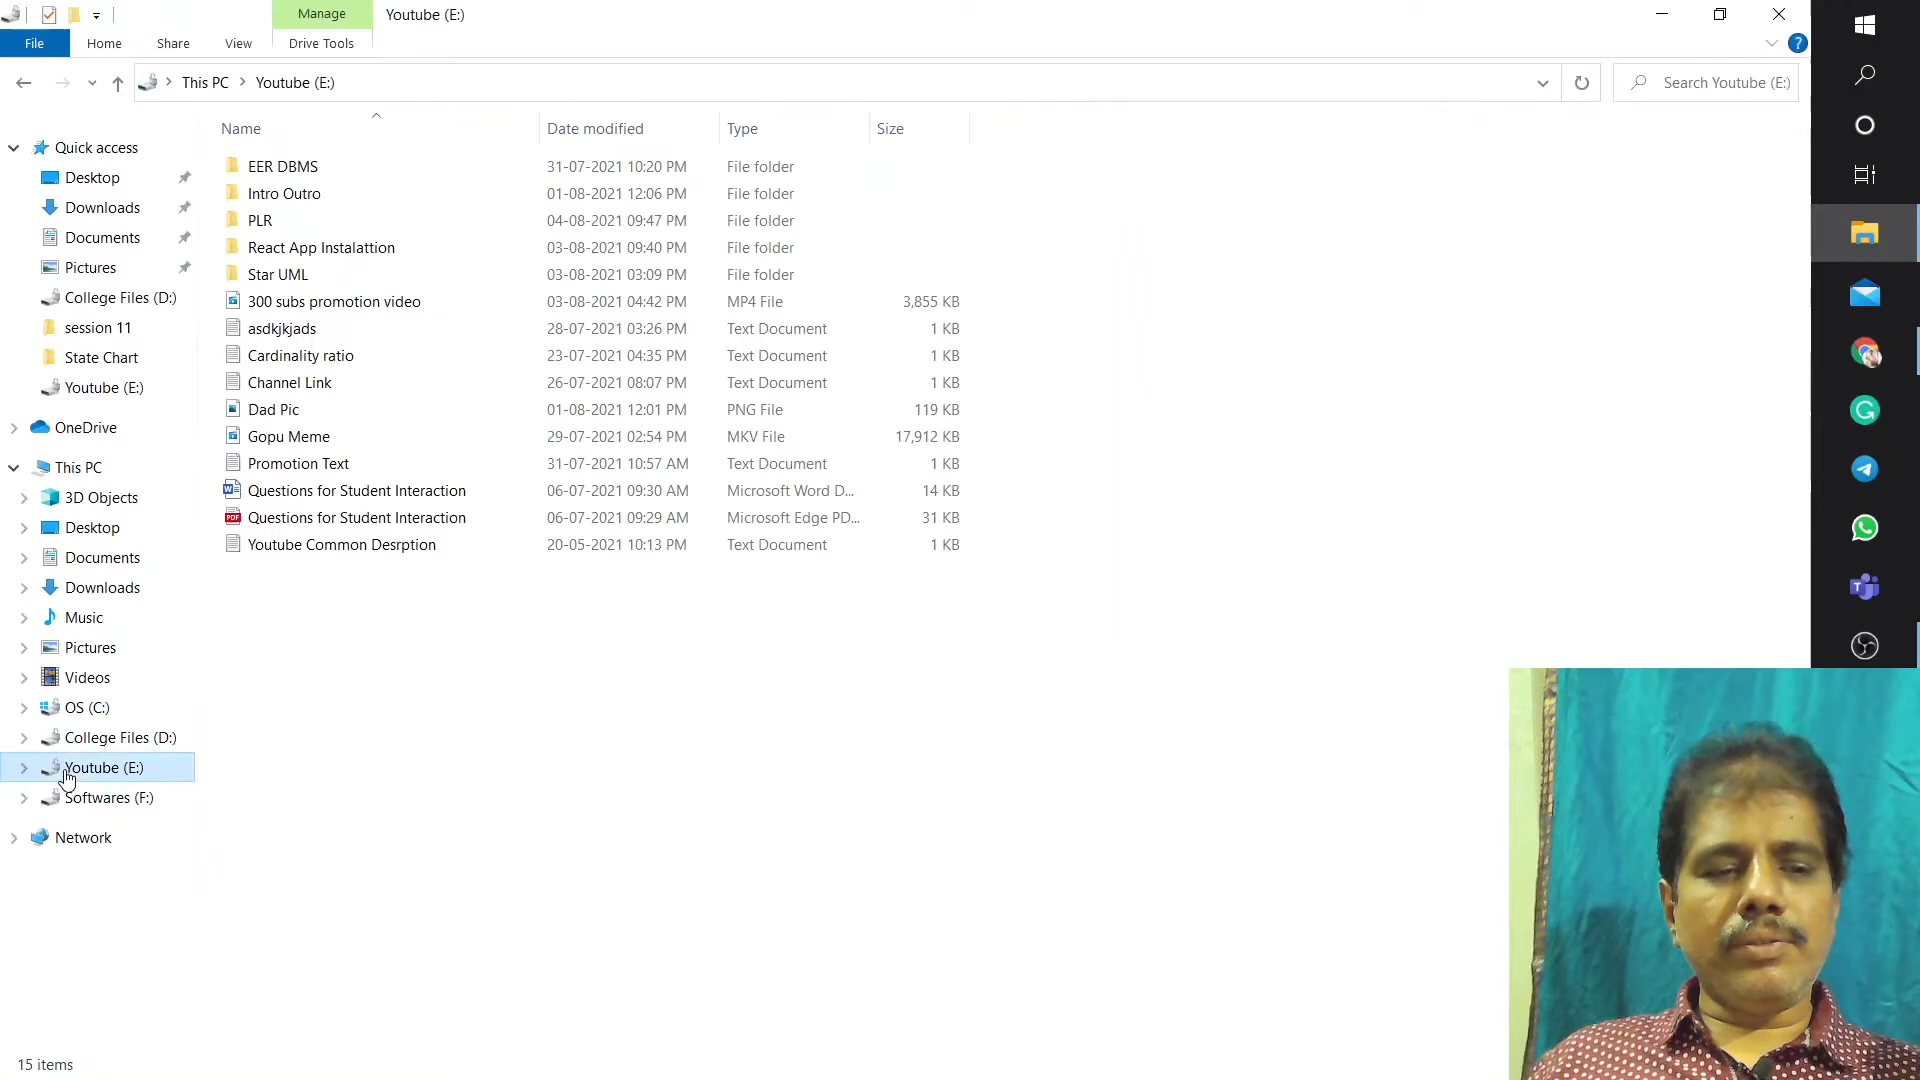 Manage
Youtube (E:)
File
Home
Share
View
Drive Tools
?
This PC
Youtube (E:)
Search Youtube (E:)
Name
Date modified
Type
Size
Quick access
Desktop
Downloads
Documents
Pictures
College Files (D:)
session 11
State Chart
Youtube (E:)
OneDrive
This PC
3D Objects
Desktop
Documents
Downloads
Music
Pictures
Videos
OS (C:)
College Files (D:)
Youtube (E:)
Softwares (F:)
Network
EER DBMS 31-07-2021 10:20 PM File folder
Intro Outro 01-08-2021 12:06 PM File folder
PLR 04-08-2021 09:47 PM File folder
React App Instalattion 03-08-2021 09:40 PM File folder
Star UML 03-08-2021 03:09 PM File folder
300 subs promotion video 03-08-2021 04:42 PM MP4 File 3,855 KB
asdkjkjads 28-07-2021 03:26 PM Text Document 1 KB
Cardinality ratio 23-07-2021 04:35 PM Text Document 1 KB
Channel Link 26-07-2021 08:07 PM Text Document 1 KB
Dad Pic 01-08-2021 12:01 PM PNG File 119 KB
Gopu Meme 29-07-2021 02:54 PM MKV File 17,912 KB
Promotion Text 31-07-2021 10:57 AM Text Document 1 KB
Questions for Student Interaction 06-07-2021 09:30 AM Microsoft Word D... 14 KB
Questions for Student Interaction 06-07-2021 09:29 AM Microsoft Edge PD... 31 KB
Youtube Common Desrption 20-05-2021 10:13 PM Text Document 1 KB
15 items